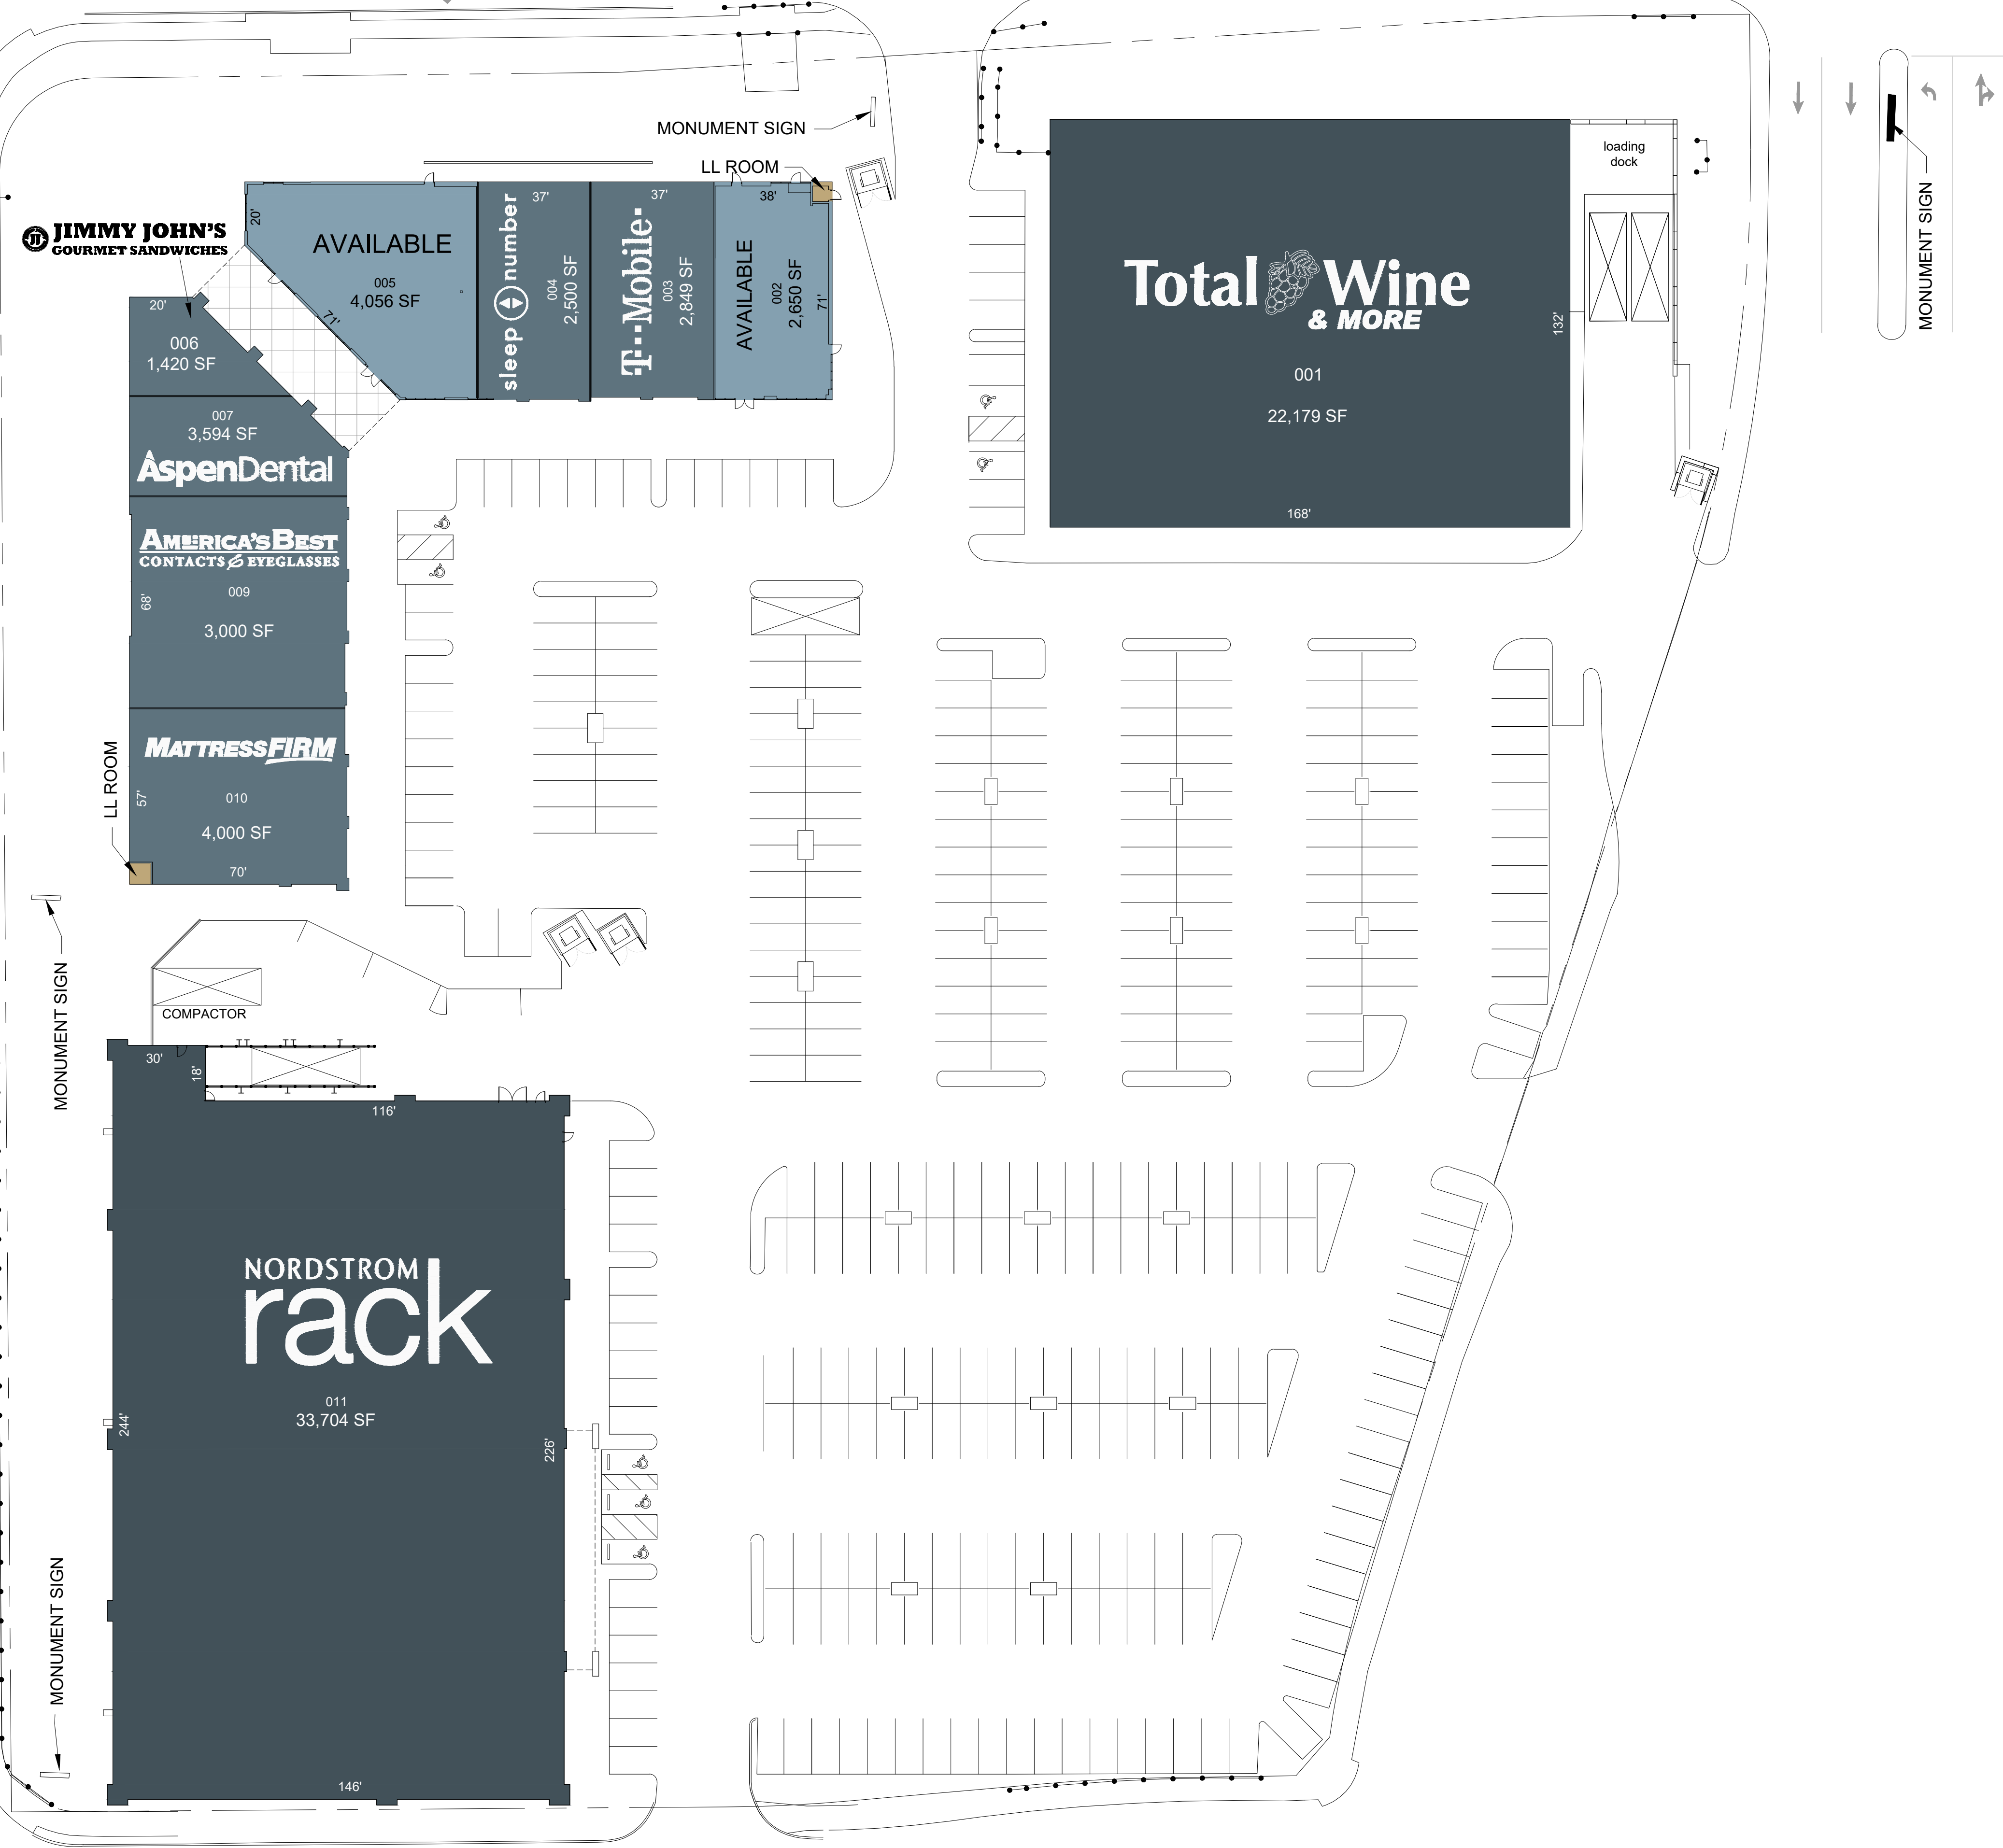 MONUMENT SIGN
LL ROOM
loading
dock
MONUMENT SIGN
JJ
JIMMY JOHN'S
GOURMET SANDWICHES
20'
AVAILABLE
005
4,056 SF
71'
sleep number
37'
004
2,500 SF
T Mobile
37'
003
2,849 SF
AVAILABLE
38'
002
2,650 SF
71'
Total Wine
& MORE
001
22,179 SF
132'
168'
20'
006
1,420 SF
007
3,594 SF
AspenDental
AMERICA'S BEST
CONTACTS & EYEGLASSES
009
3,000 SF
68'
MATTRESSFIRM
010
4,000 SF
57'
70'
LL ROOM
MONUMENT SIGN
COMPACTOR
30'
18'
116'
NORDSTROM
rack
011
33,704 SF
244'
226'
146'
MONUMENT SIGN